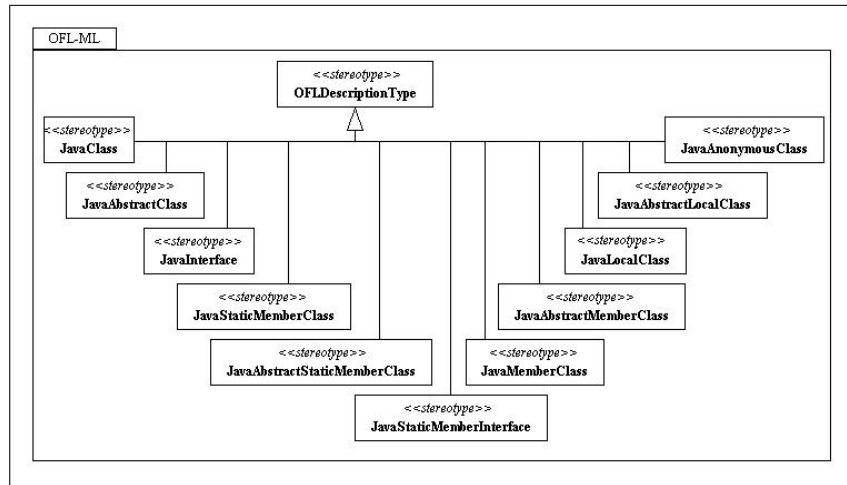 OFL-ML
<<stereotype>>
OFLDescriptionType
<<stereotype>>
JavaClass
<<stereotype>>
JavaAnonymousClass
<<stereotype>>
JavaAbstractClass
<<stereotype>>
JavaAbstractLocalClass
<<stereotype>>
JavaInterface
<<stereotype>>
JavaLocalClass
<<stereotype>>
JavaStaticMemberClass
<<stereotype>>
JavaAbstractMemberClass
<<stereotype>>
JavaAbstractStaticMemberClass
<<stereotype>>
JavaMemberClass
<<stereotype>>
JavaStaticMemberInterface